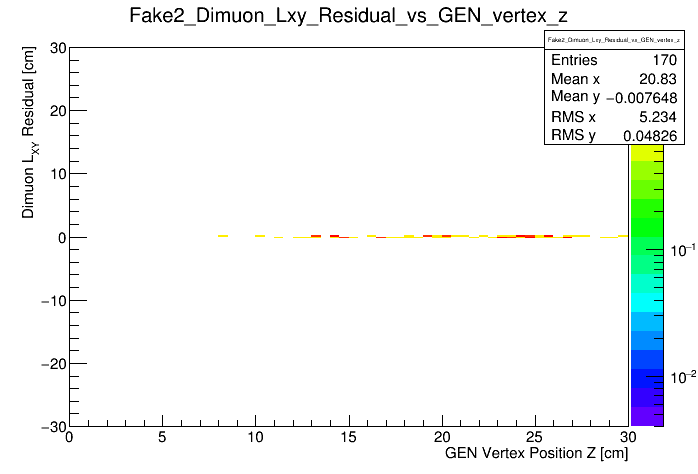 Fake2_Dimuon_Lxy_Residual_vs_GEN_vertex_z
Fake2_Dimuon_Lxy_Residual_vs_GEN_vertex_z
Entries 170
Mean x 20.83
Mean y −0.007648
RMS x 5.234
RMS y 0.04826
Dimuon LXY Residual [cm]
30
20
10
0
−10
−20
−30
0 5 10 15 20 25 30
GEN Vertex Position Z [cm]
10−1
10−2